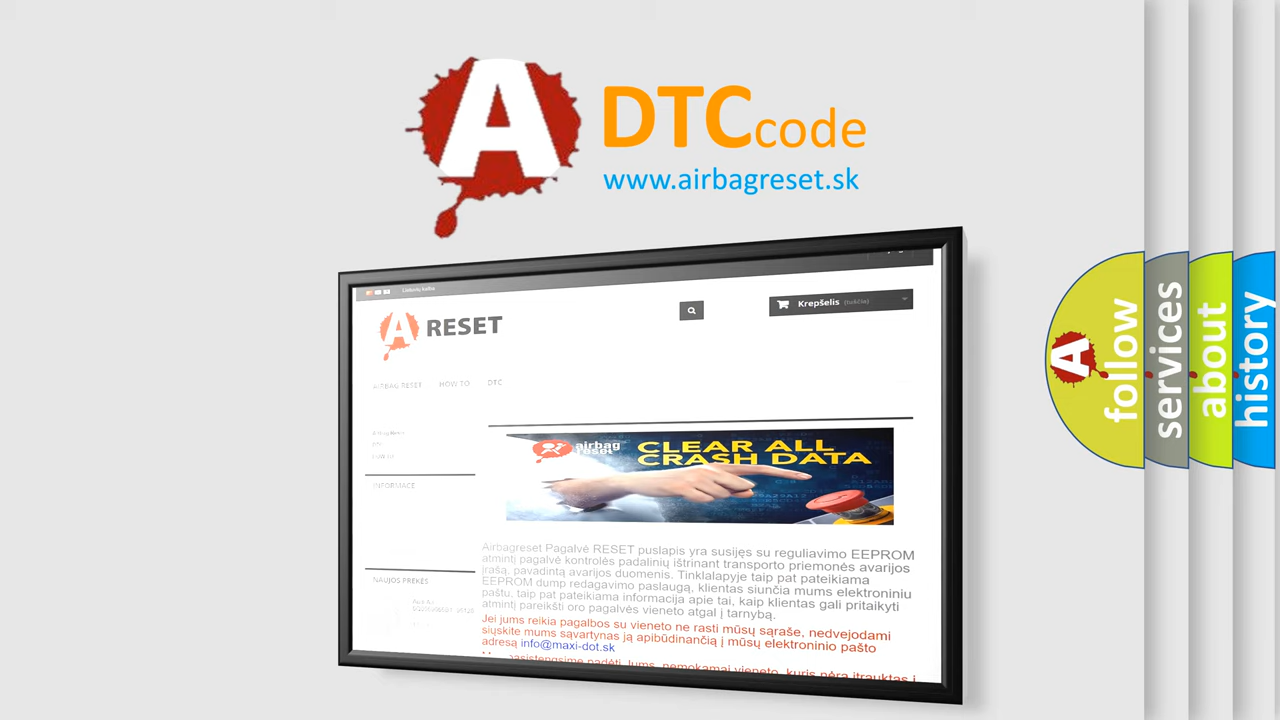 A
DTCcode
www.airbagreset.sk
Lietuvių kalba
A RESET
Krepšelis (tuščia)
AIRBAG RESET HOW TO DTC
INFORMACE
airbag reset
CLEAR ALL
CRASH DATA
Airbagreset Pagalvė RESET puslapis yra susijęs su reguliavimo EEPROM
atmintį pagalvė kontrolės padalinių ištrinant transporto priemonės avarijos
įrašą, pavadintą avarijos duomenis. Tinklalapyje taip pat pateikiama
EEPROM dump redagavimo paslaugą, klientas siunčia mums elektroniniu
paštu, taip pat pateikiama informacija apie tai, kaip klientas gali pritaikyti
atmintį pareikšti oro pagalvės vieneto atgal į tarnybą.
Jei jums reikia pagalbos su vieneto ne rasti mūsų sąraše, nedvejodami
siųskite mums sąvartynas ją apibūdinančią į mūsų elektroninio pašto
adresą info@maxi-dot.sk
NAUJOS PREKĖS
A
follow
services
about
history